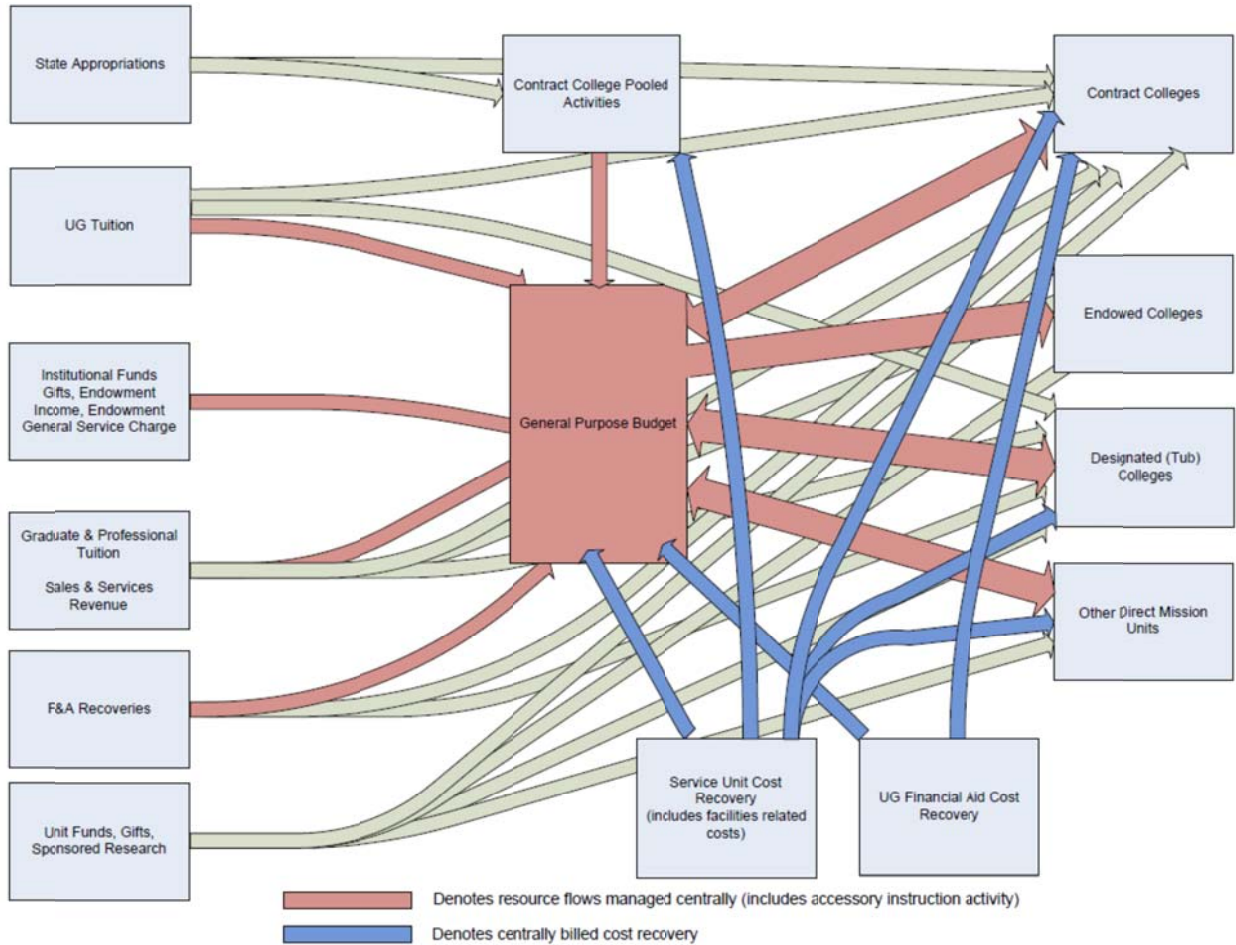 State Appropriations
Contract College Pooled
Activities
Contract Colleges
UG Tuition
Endowed Colleges
Institutional Funds
Gifts, Endowment
Income, Endowment
General Service Charge
General Purpose Budget
Designated (Tub)
Colleges
Graduate & Professional
Tuition
Sales & Services
Revenue
Other Direct Mission
Units
F&A Recoveries
Service Unit Cost
Recovery
(includes facilities related
costs)
UG Financial Aid Cost
Recovery
Unit Funds, Gifts,
Sponsored Research
Denotes resource flows managed centrally (includes accessory instruction activity)
Denotes centrally billed cost recovery